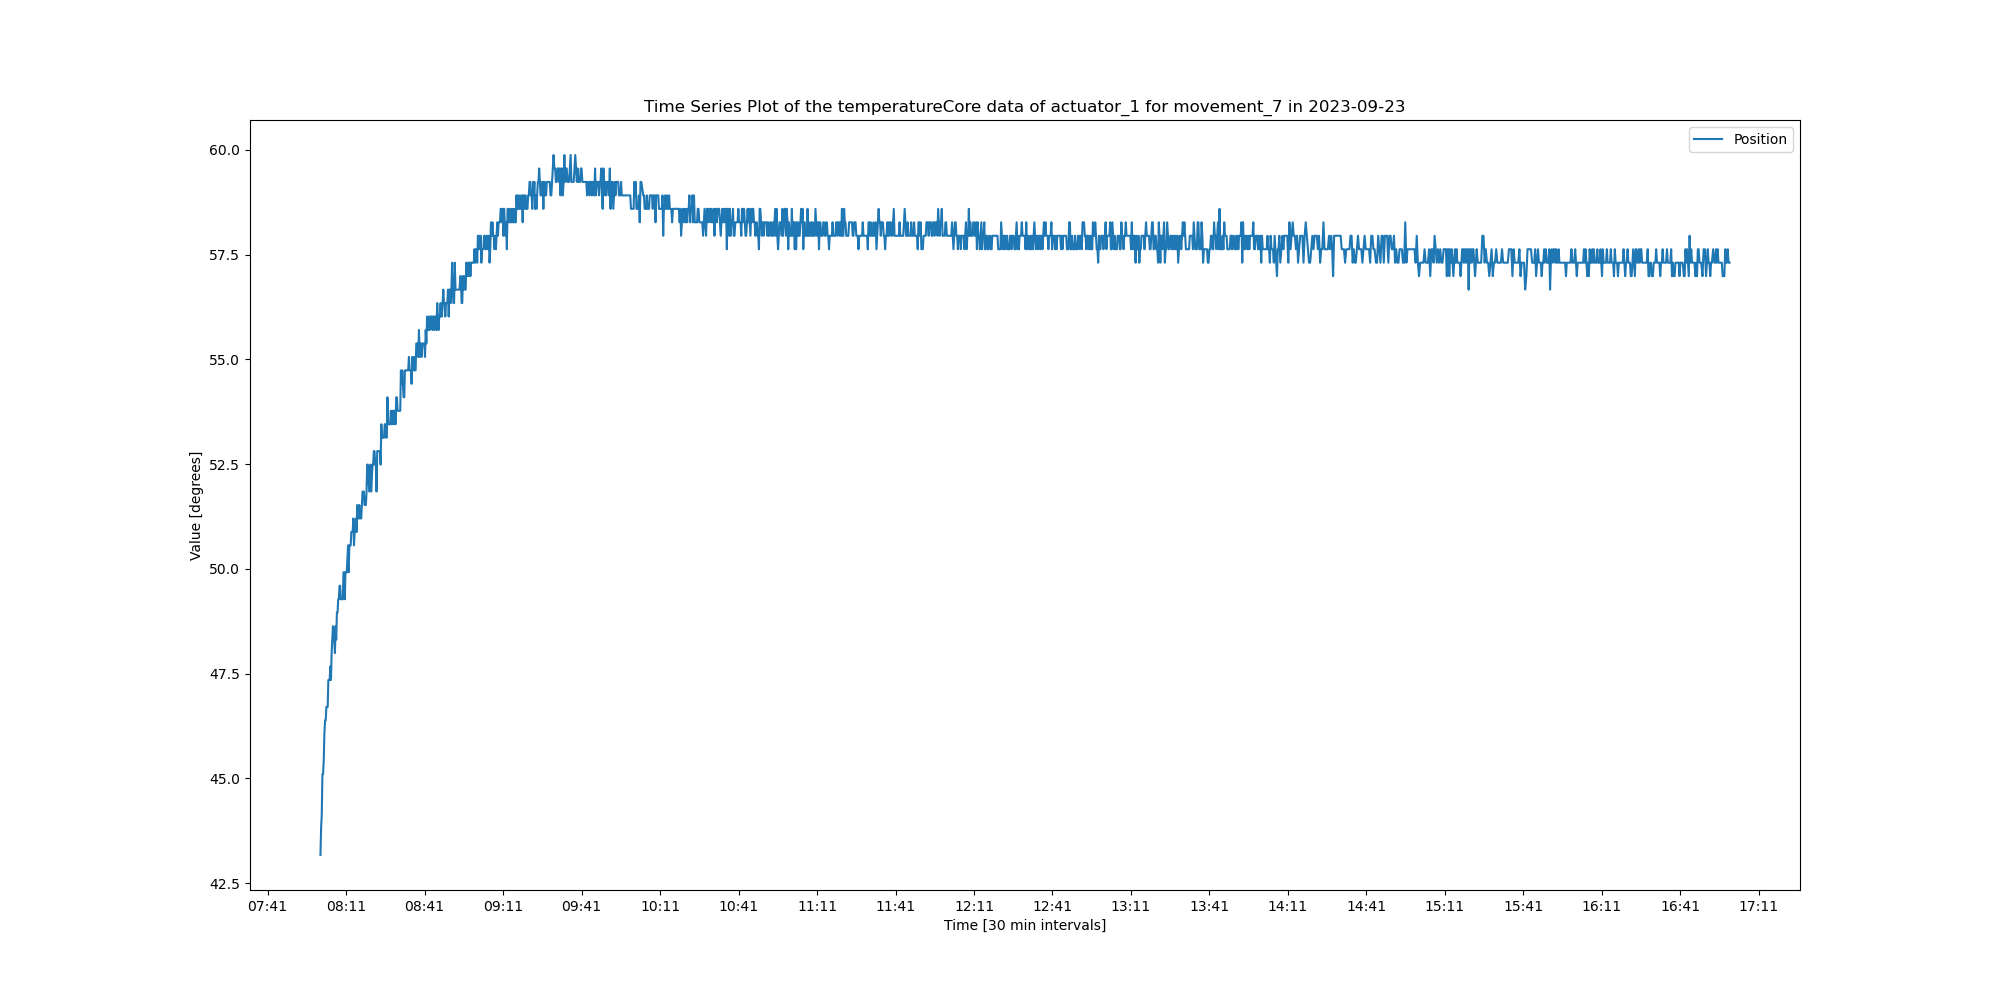 Time Series Plot of the temperatureCore data of actuator_1 for movement_7 in 2023-09-23
Position
60.0
57.5
55.0
52.5
50.0
47.5
45.0
42.5
Value [degrees]
07:41 08:11 08:41 09:11 09:41 10:11 10:41 11:11 11:41 12:11 12:41 13:11 13:41 14:11 14:41 15:11 15:41 16:11 16:41 17:11
Time [30 min intervals]